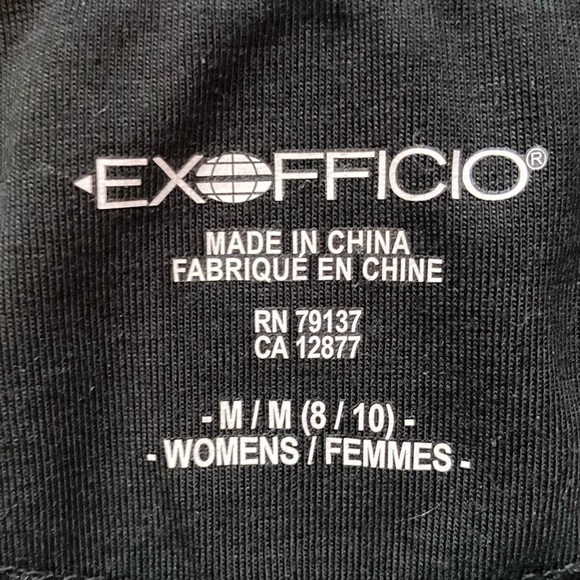 EXOFFICIO®
MADE IN CHINA
FABRIQUÉ EN CHINE
RN 79137
CA 12877
- M / M (8 / 10) -
- WOMENS / FEMMES -